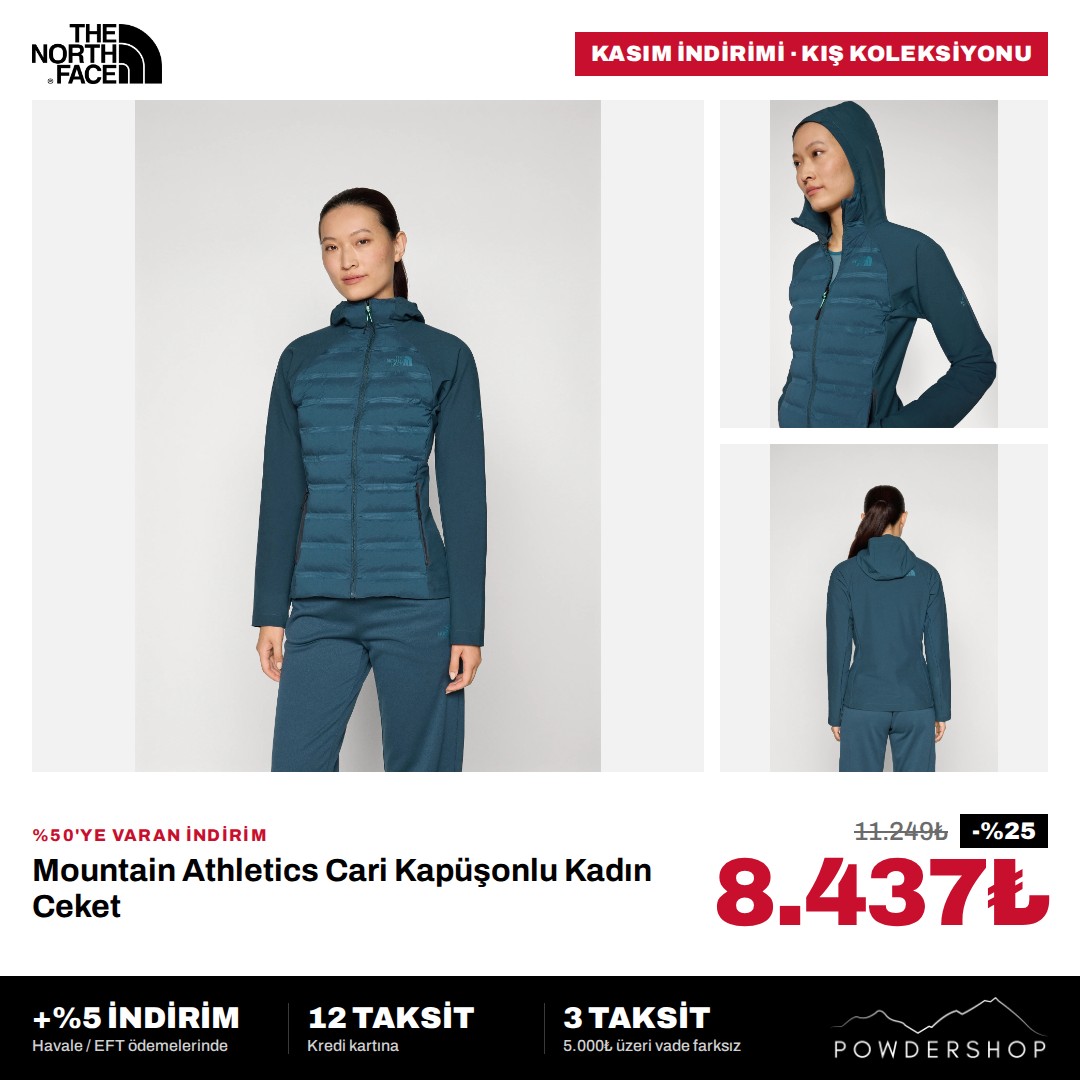 THE
NORTH
FACE
KASIM İNDİRİMİ · KIŞ KOLEKSİYONU
%50'YE VARAN İNDİRİM
Mountain Athletics Cari Kapüşonlu Kadın
Ceket
11.249₺
-%25
8.437₺
+%5 İNDİRİM
Havale / EFT ödemelerinde
12 TAKSİT
Kredi kartına
3 TAKSİT
5.000₺ üzeri vade farksız
POWDERSHOP